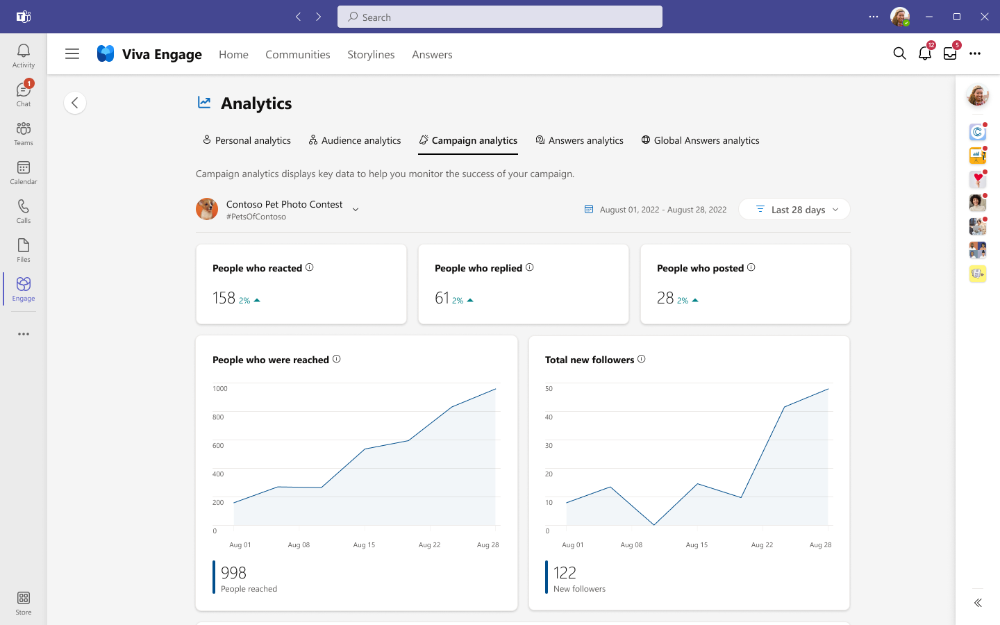 Search
Activity
1
Chat
Teams
Calendar
Calls
Files
Engage
Store
Viva Engage
Home
Communities
Storylines
Answers
12
5
Analytics
Personal analytics
Audience analytics
Campaign analytics
Answers analytics
Global Answers analytics
Campaign analytics displays key data to help you monitor the success of your campaign.
Contoso Pet Photo Contest
#PetsOfContoso
August 01, 2022 - August 28, 2022
Last 28 days
People who reacted
158 2%
People who replied
61 2%
People who posted
28 2%
People who were reached
1000
800
600
400
200
0
Aug 01
Aug 08
Aug 15
Aug 22
Aug 28
998
People reached
Total new followers
50
40
30
20
10
0
Aug 01
Aug 08
Aug 15
Aug 22
Aug 28
122
New followers